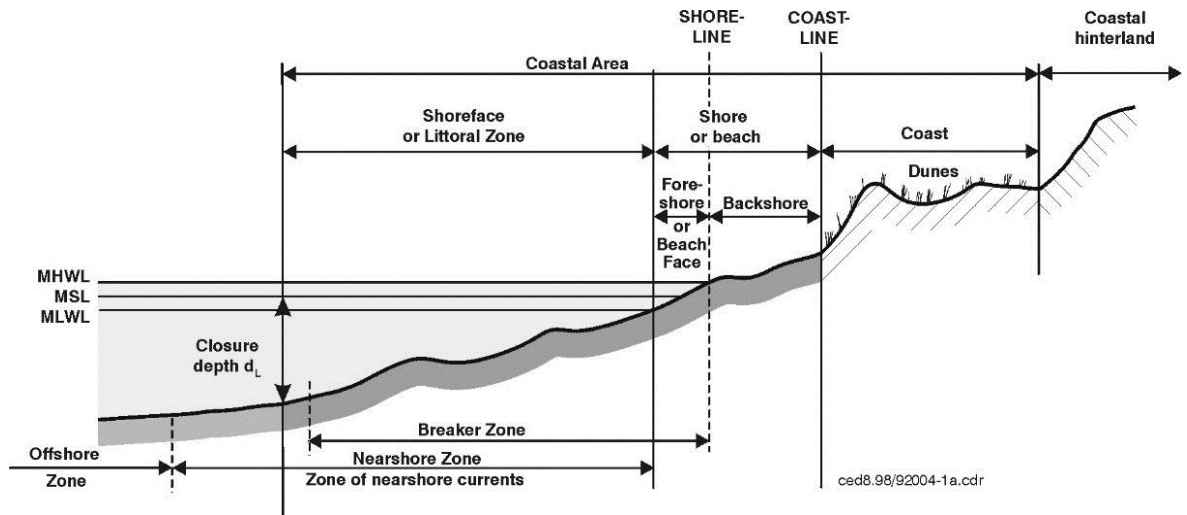 SHORE-
LINE
COAST-
LINE
Coastal
hinterland
Coastal Area
Shoreface
or Littoral Zone
Shore
or beach
Coast
Dunes
Fore-
shore
or
Beach
Face
Backshore
MHWL
MSL
MLWL
Closure
depth dL
Breaker Zone
Offshore
Zone
Nearshore Zone
Zone of nearshore currents
ced8.98/92004-1a.cdr